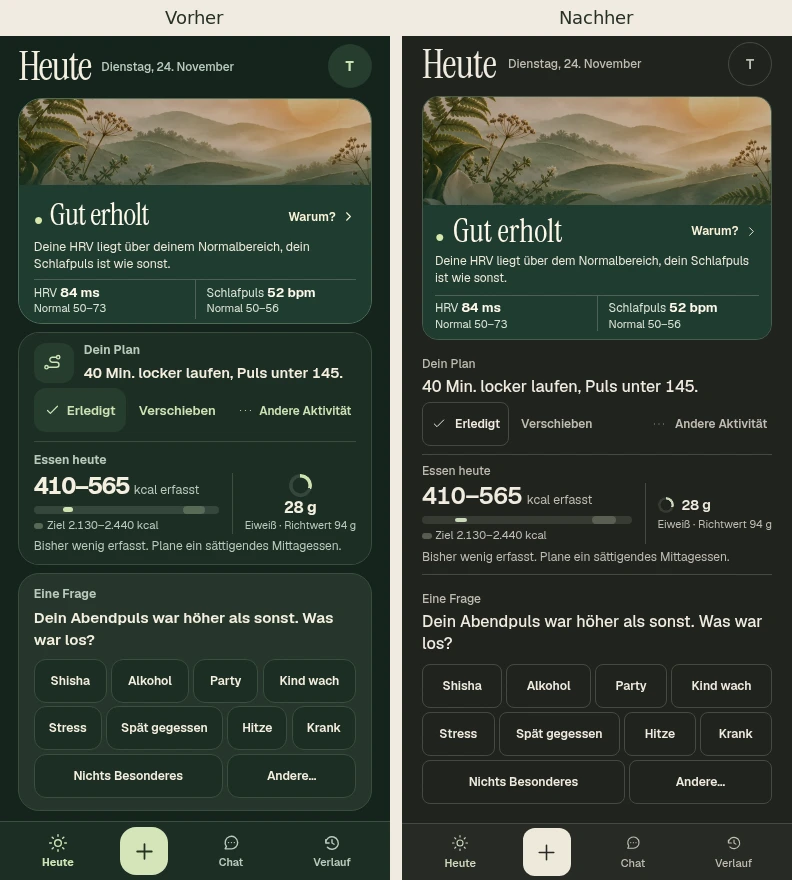 Vorher
Heute Dienstag, 24. November T
Gut erholt Warum?
Deine HRV liegt über deinem Normalbereich, dein
Schlafpuls ist wie sonst.
HRV 84 ms Schlafpuls 52 bpm
Normal 50–73 Normal 50–56
Dein Plan
40 Min. locker laufen, Puls unter 145.
Erledigt Verschieben ··· Andere Aktivität
Essen heute
410–565 kcal erfasst
28 g
Ziel 2.130–2.440 kcal Eiweiß · Richtwert 94 g
Bisher wenig erfasst. Plane ein sättigendes Mittagessen.
Eine Frage
Dein Abendpuls war höher als sonst. Was
war los?
Shisha Alkohol Party Kind wach
Stress Spät gegessen Hitze Krank
Nichts Besonderes Andere…
Heute + Chat Verlauf
Nachher
Heute Dienstag, 24. November T
Gut erholt Warum?
Deine HRV liegt über dem Normalbereich, dein Schlafpuls
ist wie sonst.
HRV 84 ms Schlafpuls 52 bpm
Normal 50–73 Normal 50–56
Dein Plan
40 Min. locker laufen, Puls unter 145.
Erledigt Verschieben ··· Andere Aktivität
Essen heute
410–565 kcal erfasst 28 g
Ziel 2.130–2.440 kcal Eiweiß · Richtwert 94 g
Bisher wenig erfasst. Plane ein sättigendes Mittagessen.
Eine Frage
Dein Abendpuls war höher als sonst. Was war
los?
Shisha Alkohol Party Kind wach
Stress Spät gegessen Hitze Krank
Nichts Besonderes Andere…
Heute + Chat Verlauf